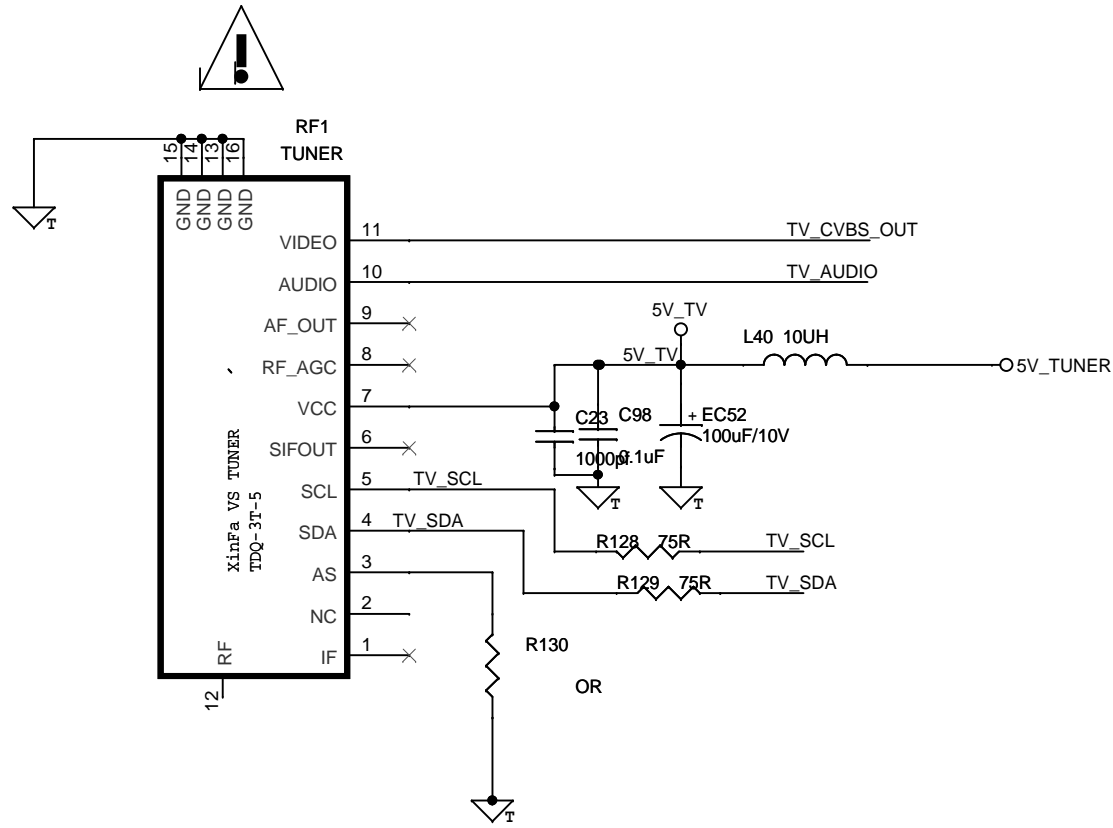 !
RF1
TUNER
15
14
13
16
GND
GND
GND
GND
T
VIDEO
11
TV_CVBS_OUT
AUDIO
10
TV_AUDIO
AF_OUT
9
5V_TV
RF_AGC
8
5V_TV
L40 10UH
5V_TUNER
VCC
7
C23
C98
+ EC52
100uF/10V
1000pf
0.1uF
SIFOUT
6
T
T
SCL
5
TV_SCL
SDA
4
TV_SDA
R128 75R
TV_SCL
R129 75R
TV_SDA
AS
3
NC
2
IF
1
XinFa VS TUNER
TDQ-3T-5
RF
12
R130
OR
T